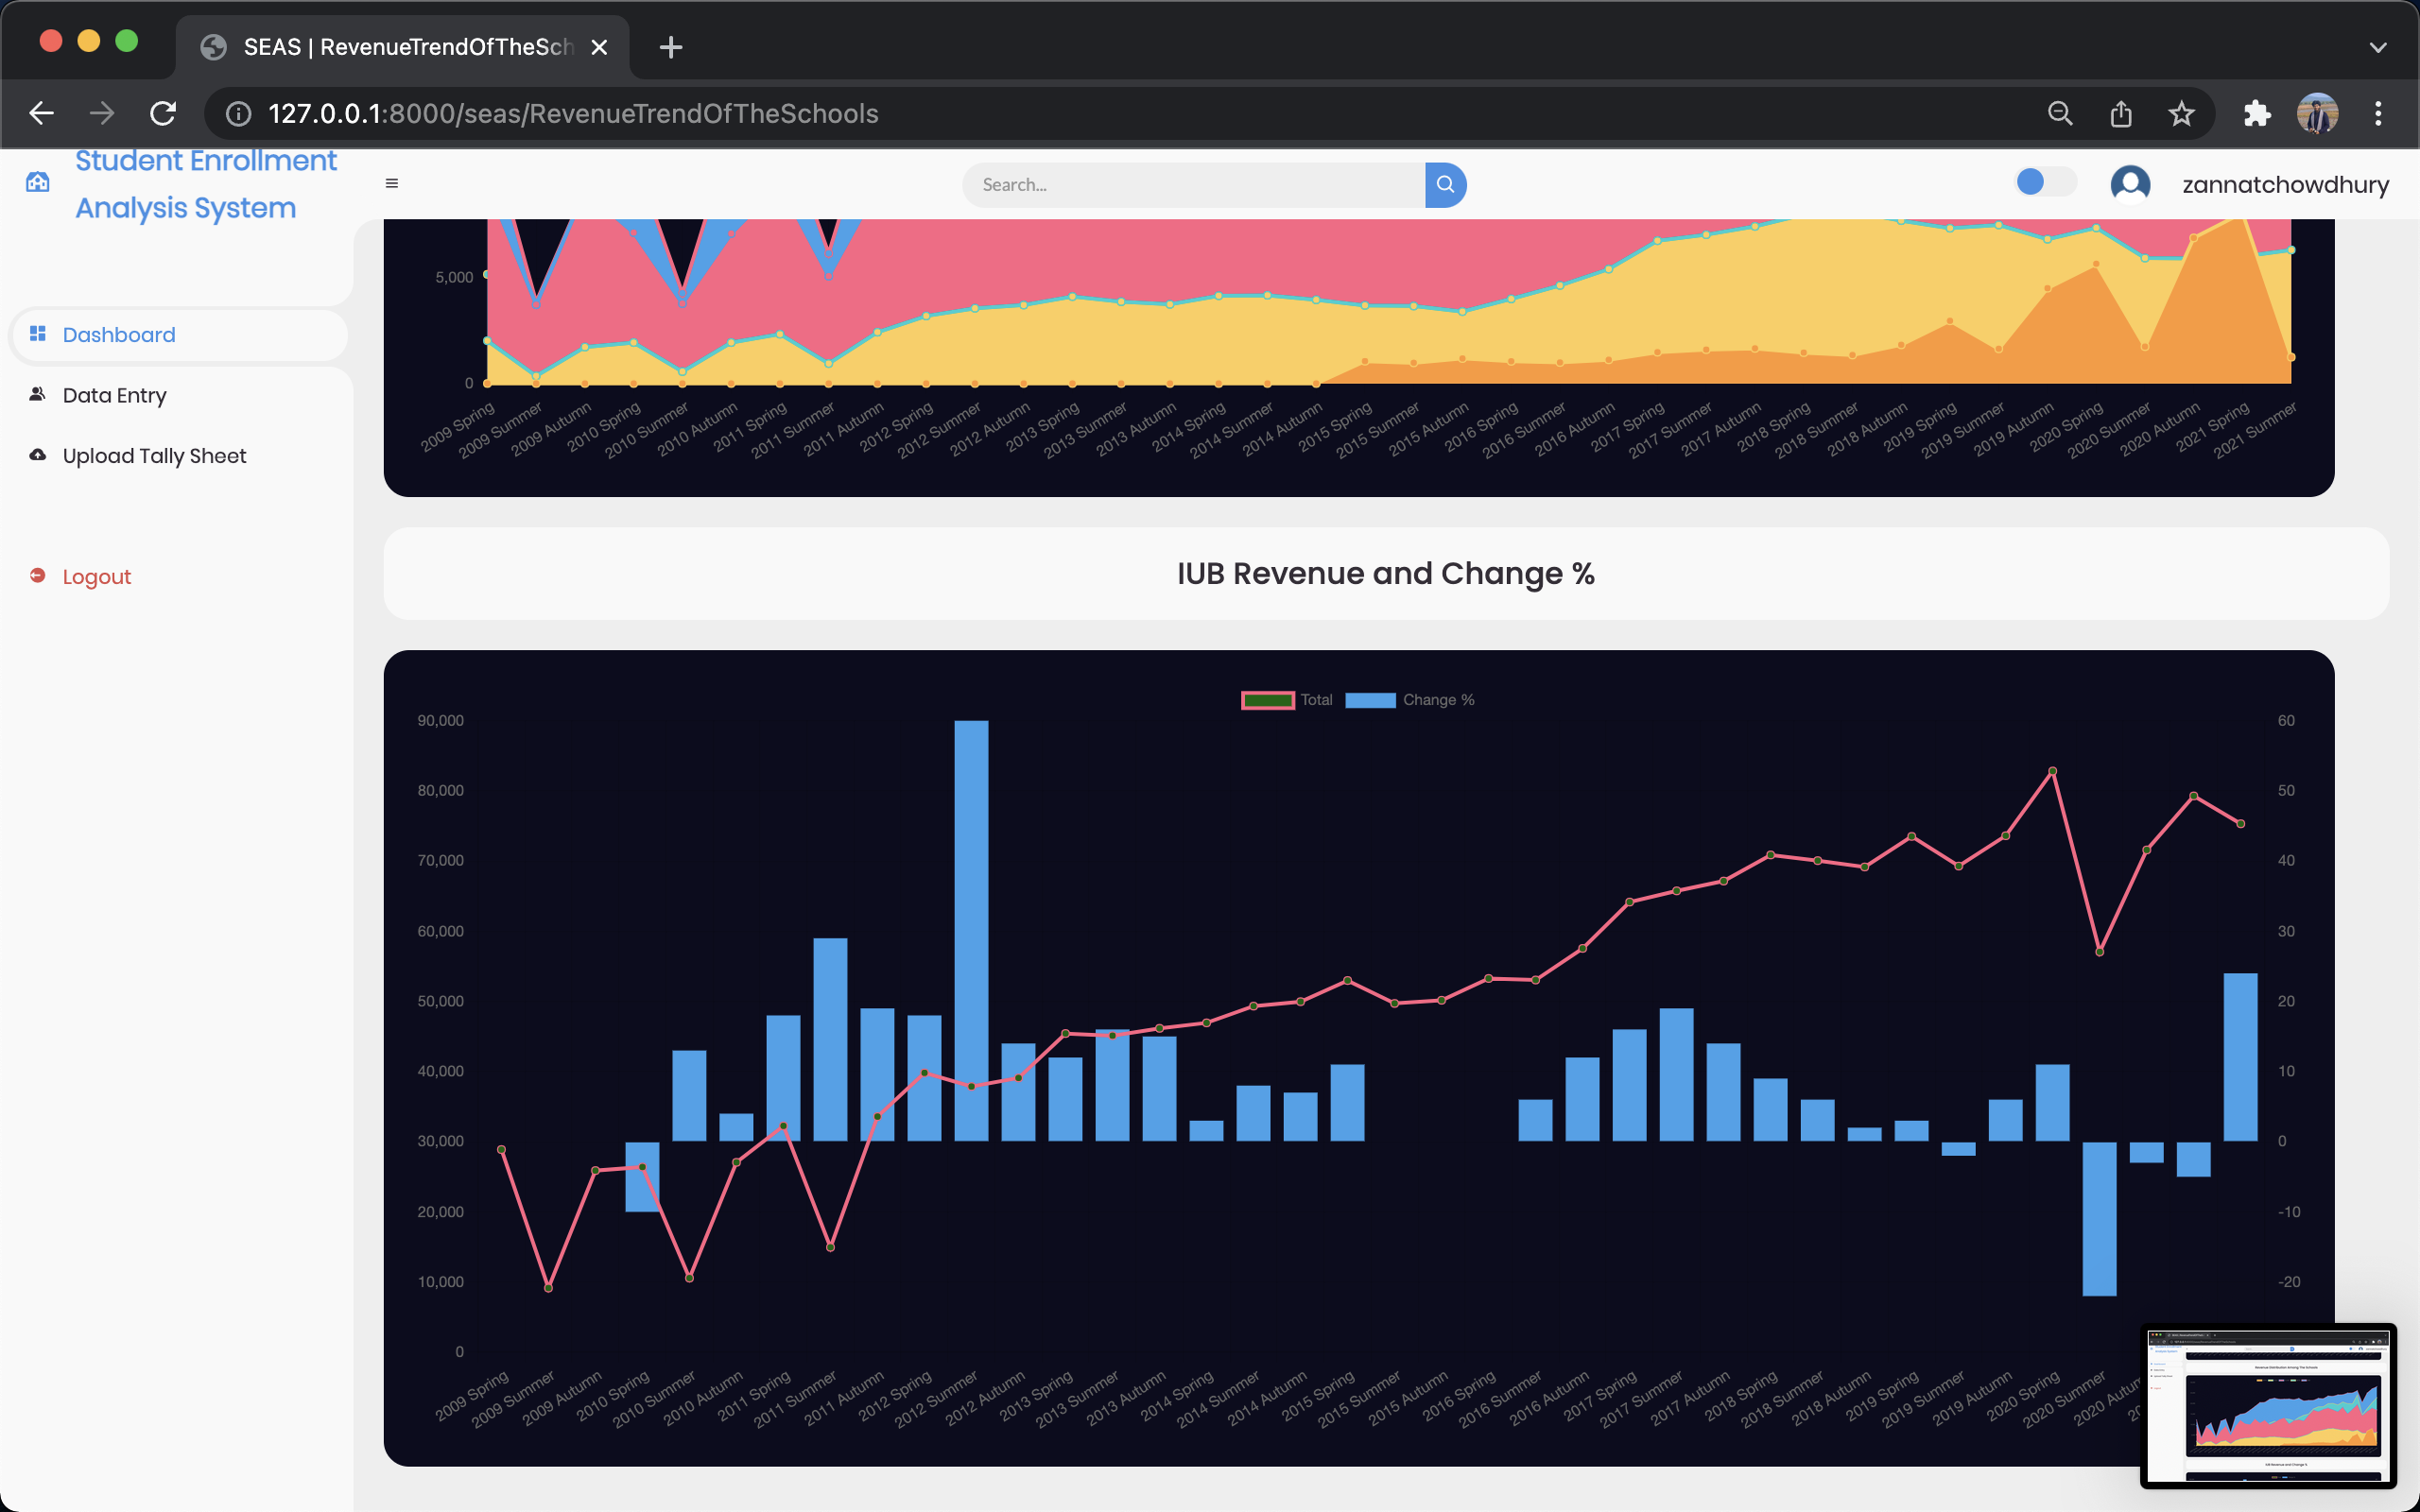 SEAS | RevenueTrendOfTheSch
127.0.0.1:8000/seas/RevenueTrendOfTheSchools
Student Enrollment
Analysis System
Search...
zannatchowdhury
Dashboard
Data Entry
Upload Tally Sheet
Logout
5,000
0
2009 Spring
2009 Summer
2009 Autumn
2010 Spring
2010 Summer
2010 Autumn
2011 Spring
2011 Summer
2011 Autumn
2012 Spring
2012 Summer
2012 Autumn
2013 Spring
2013 Summer
2013 Autumn
2014 Spring
2014 Summer
2014 Autumn
2015 Spring
2015 Summer
2015 Autumn
2016 Spring
2016 Summer
2016 Autumn
2017 Spring
2017 Summer
2017 Autumn
2018 Spring
2018 Summer
2018 Autumn
2019 Spring
2019 Summer
2019 Autumn
2020 Spring
2020 Summer
2020 Autumn
2021 Spring
2021 Summer
IUB Revenue and Change %
Total Change %
90,000 60
80,000 50
70,000 40
60,000 30
50,000 20
40,000 10
30,000 0
20,000 -10
10,000 -20
0
2009 Spring
2009 Summer
2009 Autumn
2010 Spring
2010 Summer
2010 Autumn
2011 Spring
2011 Summer
2011 Autumn
2012 Spring
2012 Summer
2012 Autumn
2013 Spring
2013 Summer
2013 Autumn
2014 Spring
2014 Summer
2014 Autumn
2015 Spring
2015 Summer
2015 Autumn
2016 Spring
2016 Summer
2016 Autumn
2017 Spring
2017 Summer
2017 Autumn
2018 Spring
2018 Summer
2018 Autumn
2019 Spring
2019 Summer
2019 Autumn
2020 Spring
2020 Summer
2020